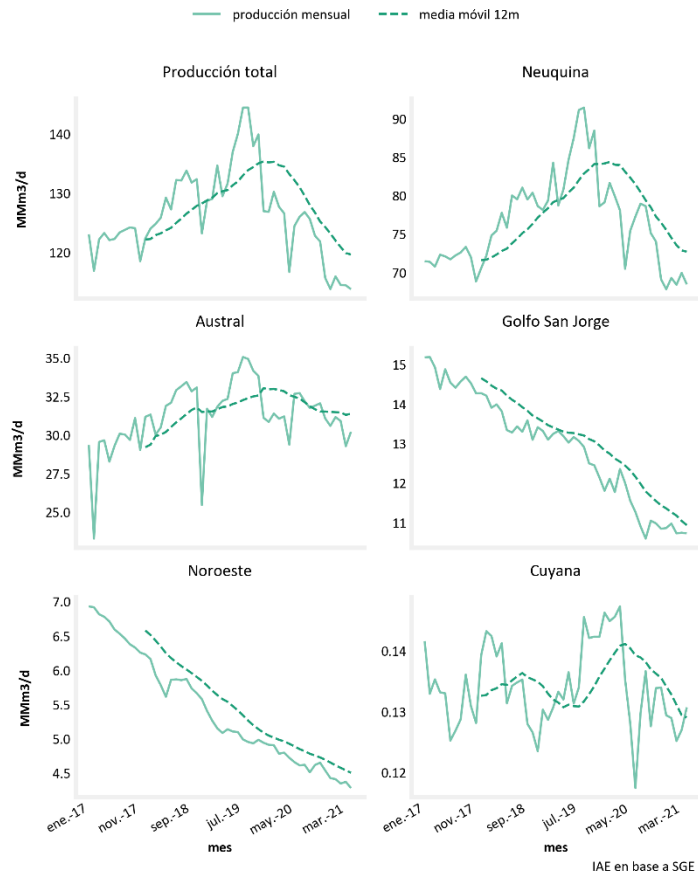 producción mensual media móvil 12m
Producción total
MMm3/d
140
130
120
Neuquina
90
85
80
75
70
Austral
MMm3/d
35.0
32.5
30.0
27.5
25.0
Golfo San Jorge
15
14
13
12
11
Noroeste
MMm3/d
7.0
6.5
6.0
5.5
5.0
4.5
ene.-17 nov.-17 sep.-18 jul.-19 may.-20 mar.-21
mes
Cuyana
0.14
0.13
0.12
ene.-17 nov.-17 sep.-18 jul.-19 may.-20 mar.-21
mes
IAE en base a SGE